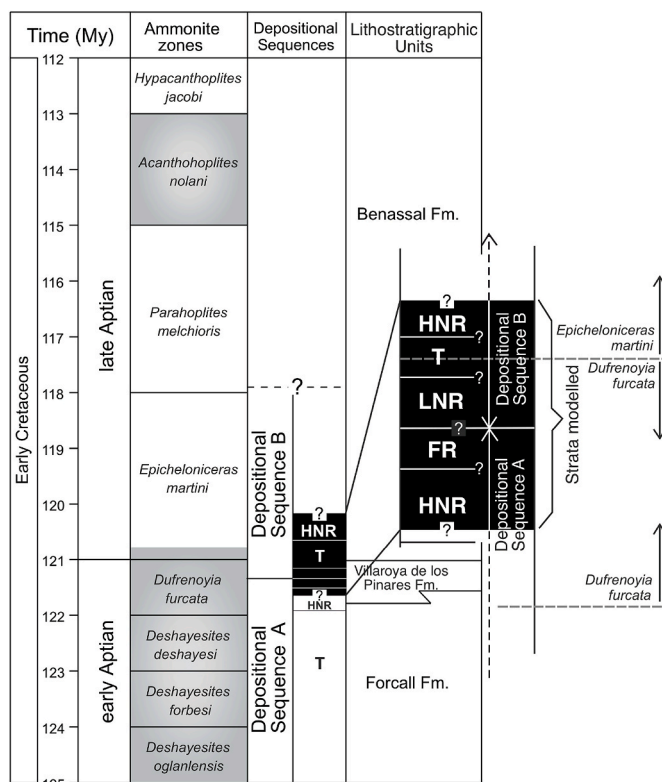 Time (My)
Ammonite
zones
Depositional
Sequences
Lithostratigraphic
Units
112
113
114
115
116
117
118
119
120
121
122
123
124
Early Cretaceous
late Aptian
early Aptian
Hypacanthoplites
jacobi
Acanthohoplites
nolani
Parahoplites
melchioris
Epicheloniceras
martini
Dufrenoyia
furcata
Deshayesites
deshayesi
Deshayesites
forbesi
Deshayesites
oglanlensis
?
Depositional
Sequence B
Depositional
Sequence A
?
HNR
T
?
HNR
T
Benassal Fm.
Villaroya de los
Pinares Fm.
Forcall Fm.
?
HNR
?
T
?
LNR
?
FR
?
HNR
?
Depositional
Sequence B
Depositional
Sequence A
Strata modelled
Epicheloniceras
martini
Dufrenoyia
furcata
Dufrenoyia
furcata